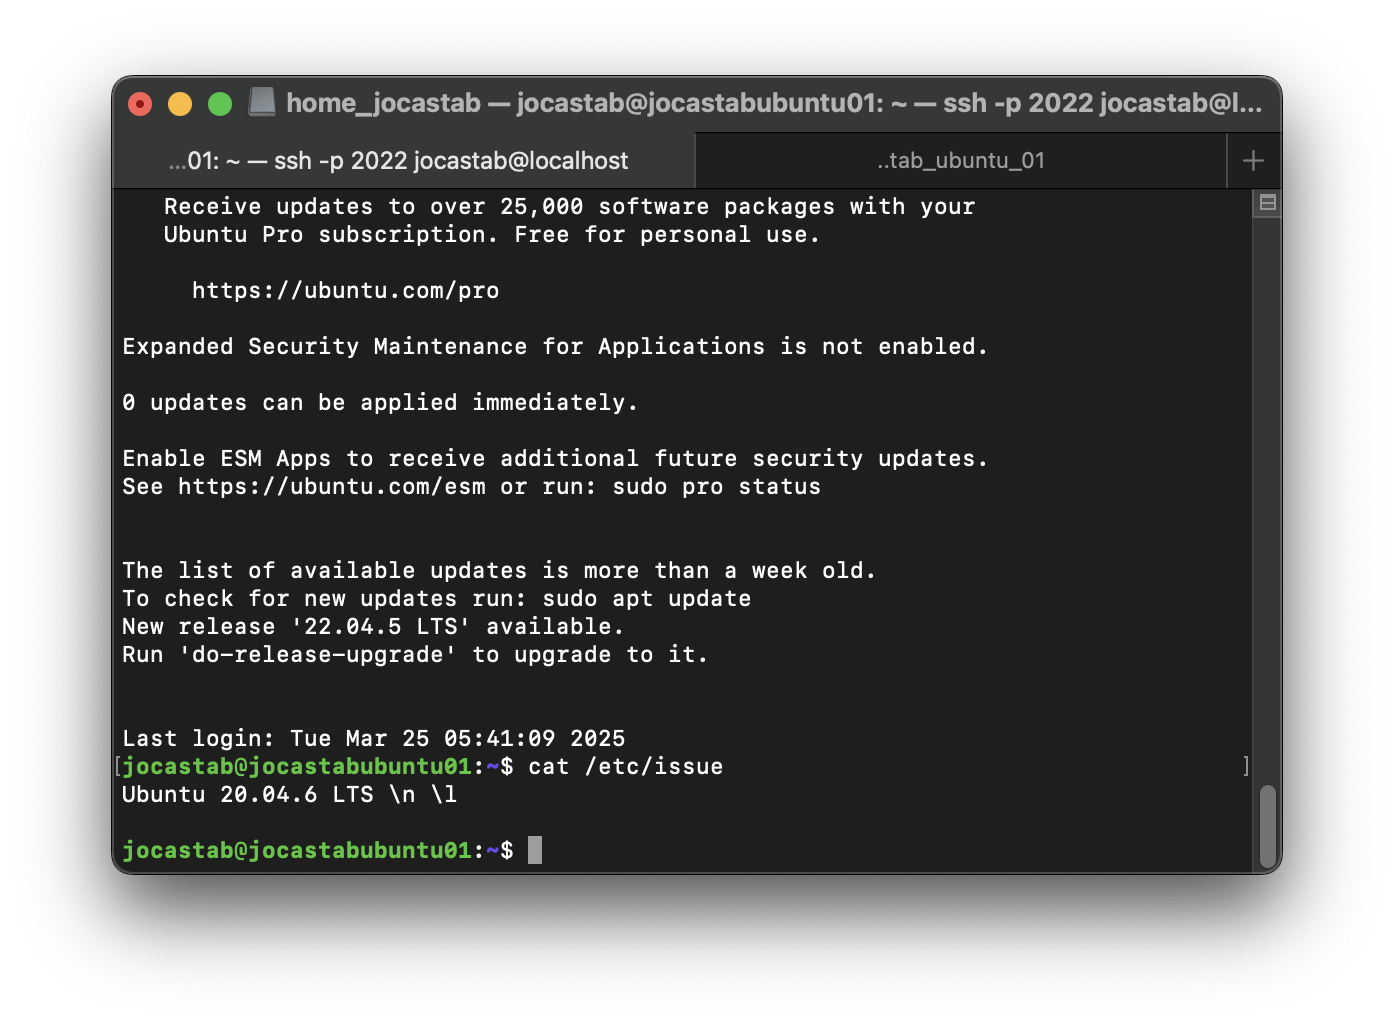 home_jocastab — jocastab@jocastabubuntu01: ~ — ssh -p 2022 jocastab@l...
...01: ~ — ssh -p 2022 jocastab@localhost
..tab_ubuntu_01
Receive updates to over 25,000 software packages with your
Ubuntu Pro subscription. Free for personal use.
https://ubuntu.com/pro
Expanded Security Maintenance for Applications is not enabled.
0 updates can be applied immediately.
Enable ESM Apps to receive additional future security updates.
See https://ubuntu.com/esm or run: sudo pro status
The list of available updates is more than a week old.
To check for new updates run: sudo apt update
New release '22.04.5 LTS' available.
Run 'do-release-upgrade' to upgrade to it.
Last login: Tue Mar 25 05:41:09 2025
[jocastab@jocastabubuntu01:~$ cat /etc/issue ]
Ubuntu 20.04.6 LTS \n \l
jocastab@jocastabubuntu01:~$